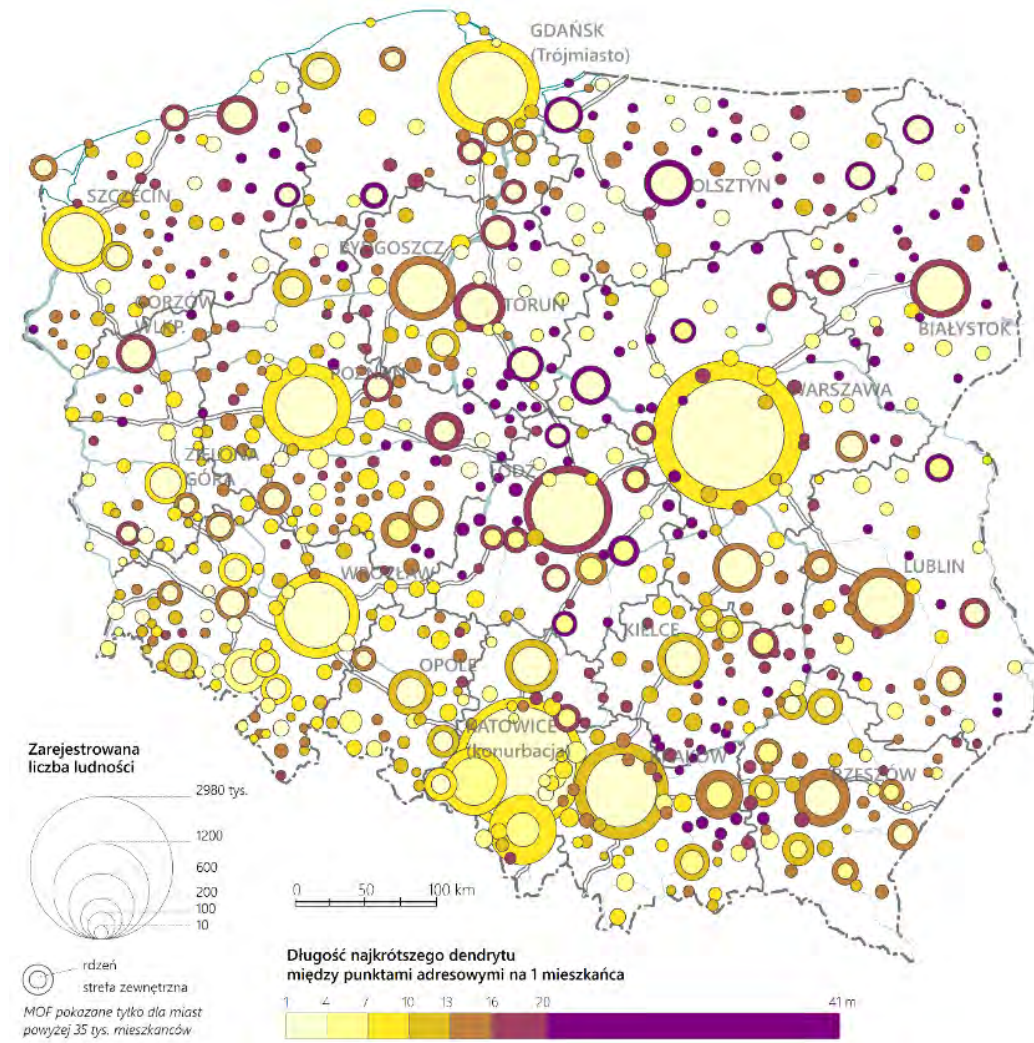 GDAŃSK
(Trójmiasto)
SZCZECIN
OLSZTYN
BYDGOSZCZ
GORZÓW
WLKP.
TORUŃ
BIAŁYSTOK
POZNAŃ
WARSZAWA
ZIELONA
GÓRA
ŁÓDŹ
WROCŁAW
LUBLIN
KIELCE
OPOLE
KATOWICE
(konurbacja)
KRAKÓW
RZESZÓW
Zarejestrowana
liczba ludności
2980 tys.
1200
600
200
100
10
rdzeń
strefa zewnętrzna
MOF pokazane tylko dla miast
powyżej 35 tys. mieszkańców
0 50 100 km
Długość najkrótszego dendrytu
między punktami adresowymi na 1 mieszkańca
1 4 7 10 13 16 20 41 m